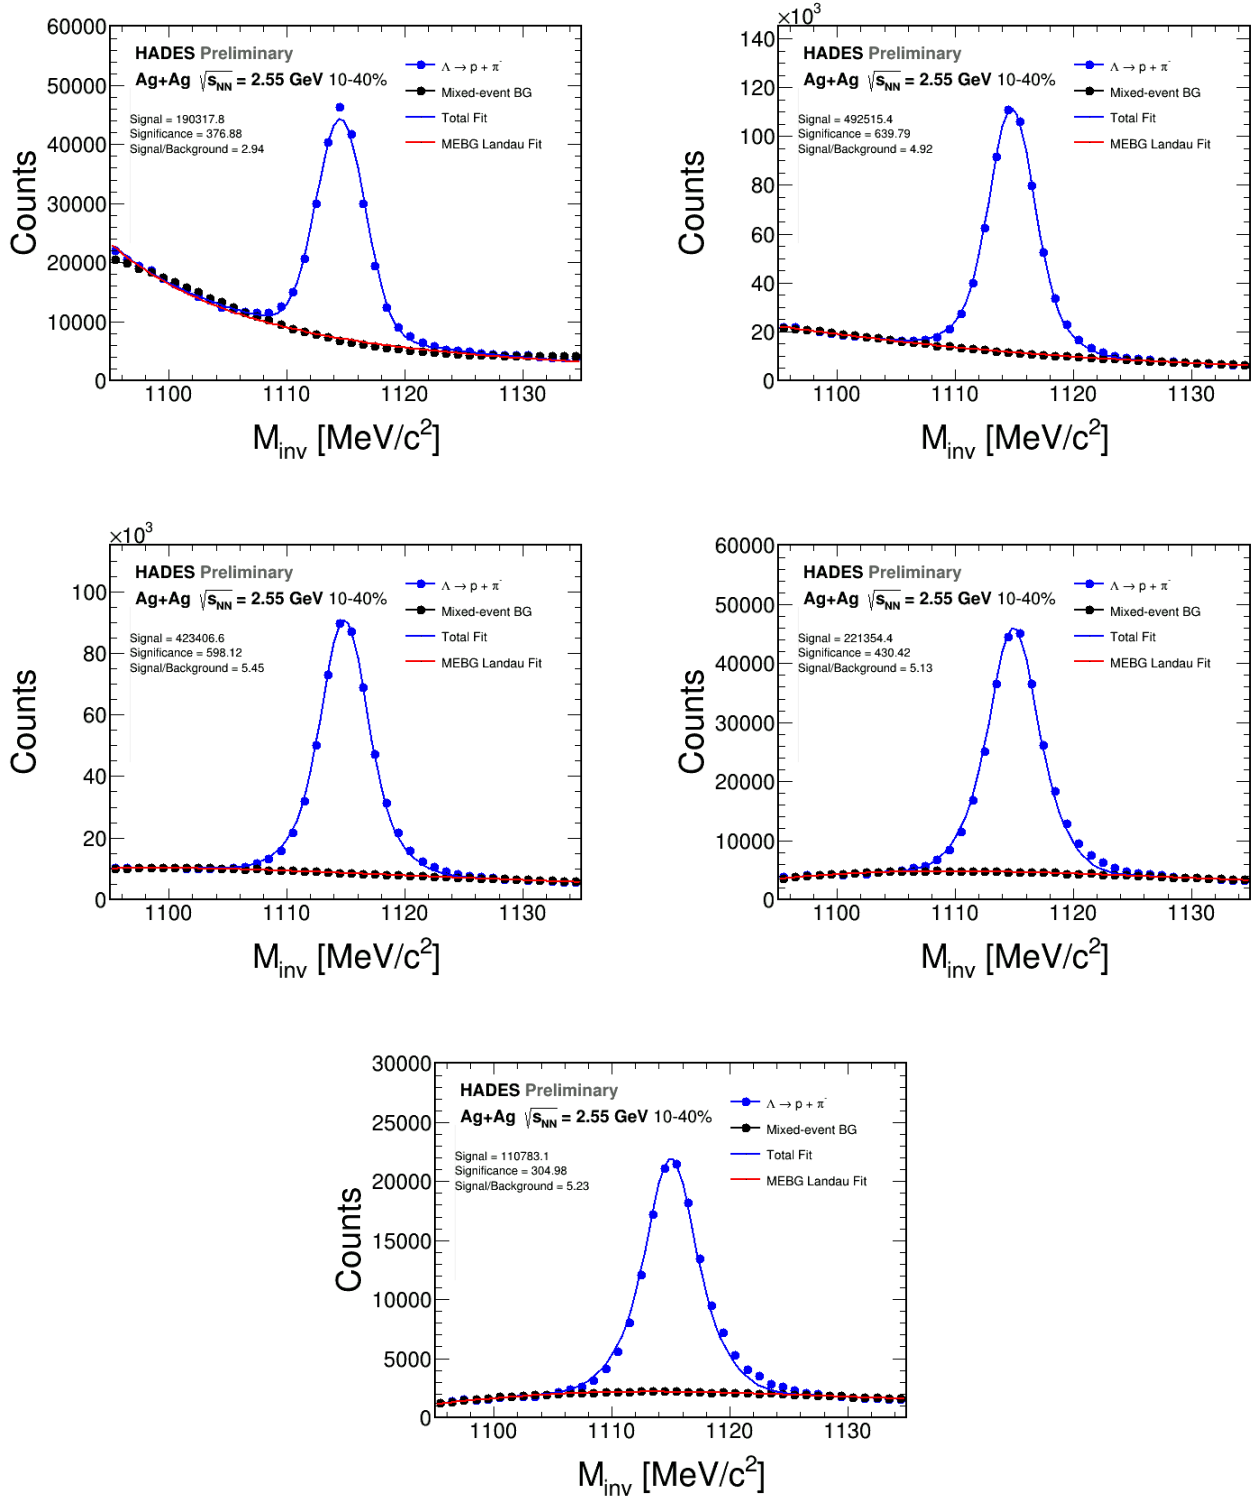 60000
50000
40000
30000
20000
10000
0
Counts
HADES Preliminary
Ag+Ag √sNN = 2.55 GeV 10-40%
Signal = 190317.8
Significance = 376.88
Signal/Background = 2.94
Λ → p + π-
Mixed-event BG
Total Fit
MEBG Landau Fit
1100 1110 1120 1130
Minv [MeV/c2]
×103
140
120
100
80
60
40
20
0
Counts
HADES Preliminary
Ag+Ag √sNN = 2.55 GeV 10-40%
Signal = 492515.4
Significance = 639.79
Signal/Background = 4.92
Λ → p + π-
Mixed-event BG
Total Fit
MEBG Landau Fit
1100 1110 1120 1130
Minv [MeV/c2]
×103
100
80
60
40
20
0
Counts
HADES Preliminary
Ag+Ag √sNN = 2.55 GeV 10-40%
Signal = 423406.6
Significance = 598.12
Signal/Background = 5.45
Λ → p + π-
Mixed-event BG
Total Fit
MEBG Landau Fit
1100 1110 1120 1130
Minv [MeV/c2]
60000
50000
40000
30000
20000
10000
0
Counts
HADES Preliminary
Ag+Ag √sNN = 2.55 GeV 10-40%
Signal = 221354.4
Significance = 430.42
Signal/Background = 5.13
Λ → p + π-
Mixed-event BG
Total Fit
MEBG Landau Fit
1100 1110 1120 1130
Minv [MeV/c2]
30000
25000
20000
15000
10000
5000
0
Counts
HADES Preliminary
Ag+Ag √sNN = 2.55 GeV 10-40%
Signal = 110783.1
Significance = 304.98
Signal/Background = 5.23
Λ → p + π-
Mixed-event BG
Total Fit
MEBG Landau Fit
1100 1110 1120 1130
Minv [MeV/c2]